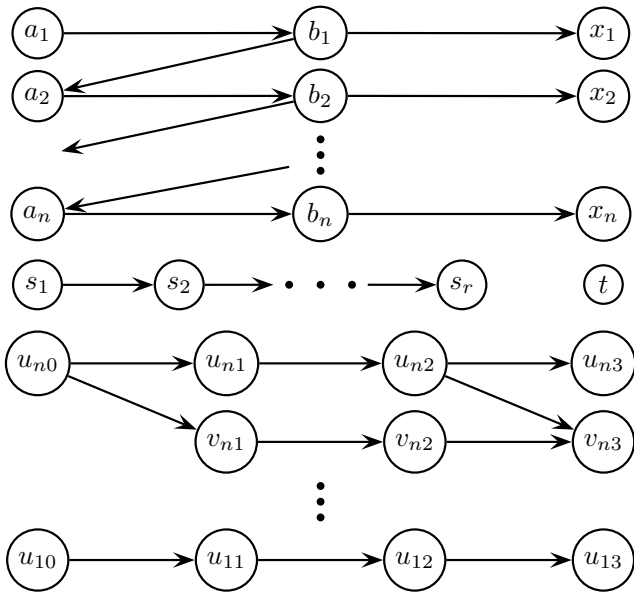 a₁ b₁ x₁
a₂ b₂ x₂
aₙ bₙ xₙ
s₁ s₂ · · · sᵣ t
uₙ₀ uₙ₁ uₙ₂ uₙ₃
vₙ₁ vₙ₂ vₙ₃
u₁₀ u₁₁ u₁₂ u₁₃